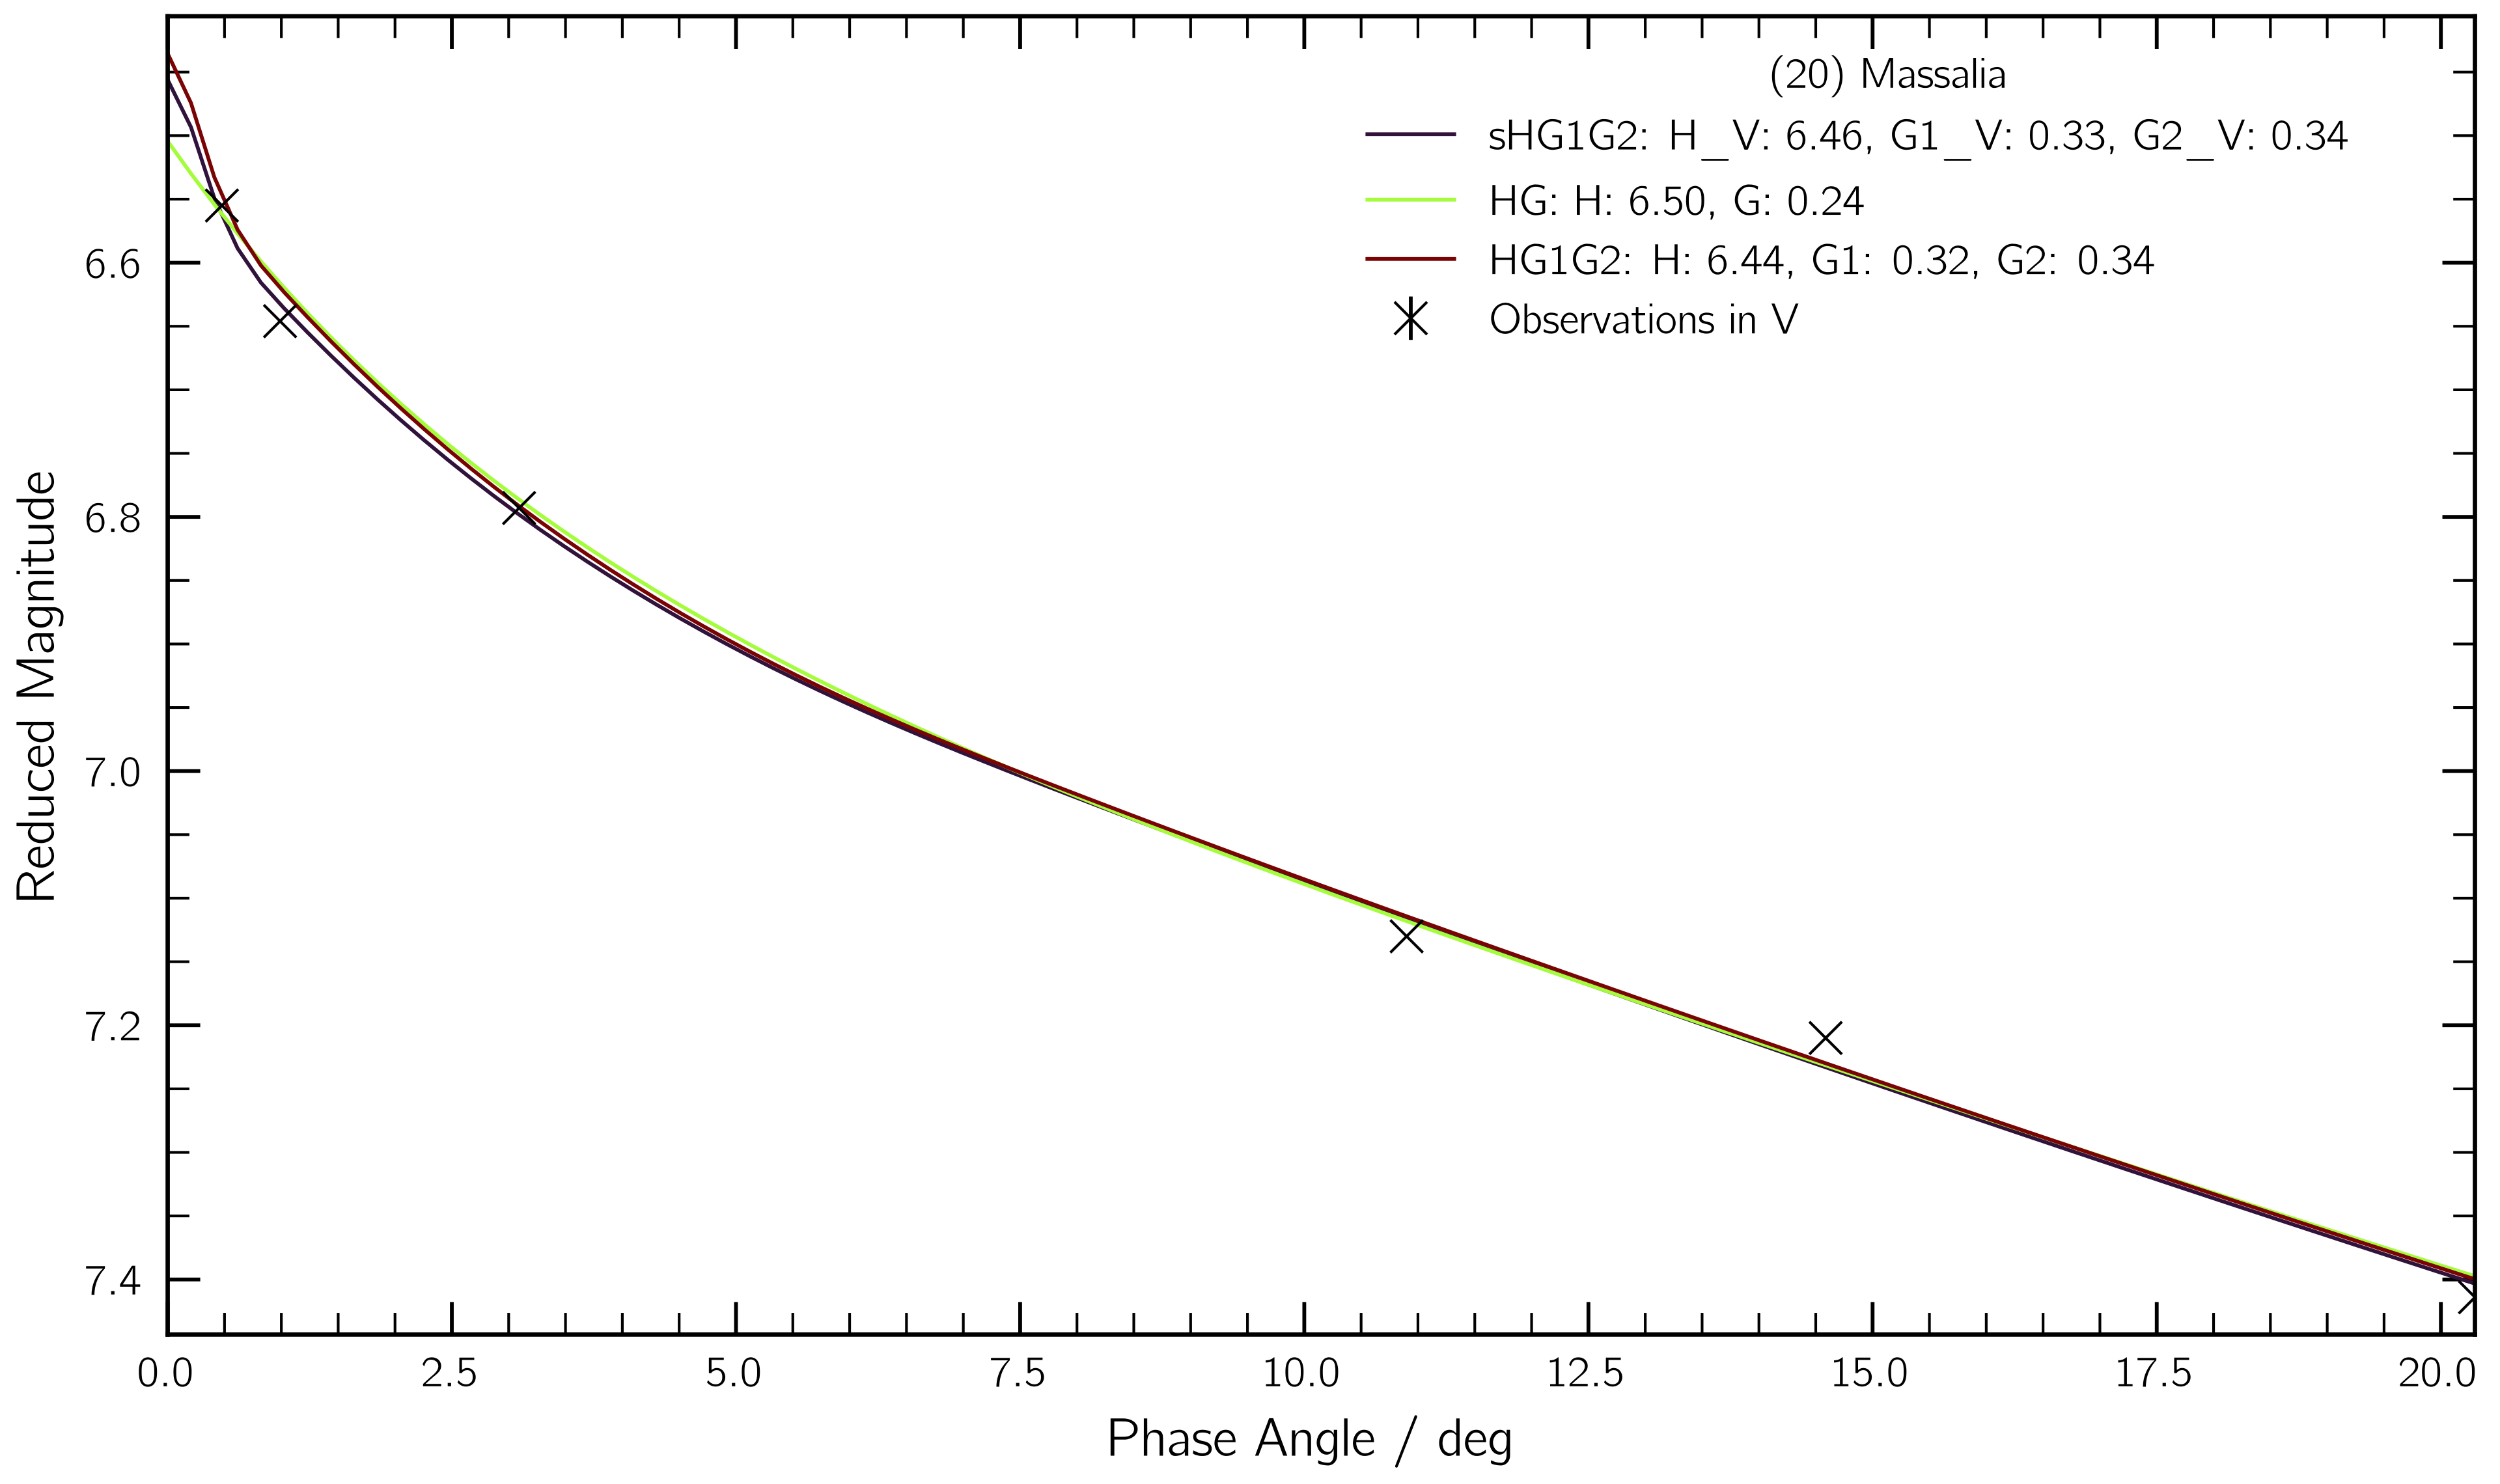 (20) Massalia
sHG1G2: H_V: 6.46, G1_V: 0.33, G2_V: 0.34
HG: H: 6.50, G: 0.24
HG1G2: H: 6.44, G1: 0.32, G2: 0.34
Observations in V
Reduced Magnitude
6.6
6.8
7.0
7.2
7.4
0.0 2.5 5.0 7.5 10.0 12.5 15.0 17.5 20.0
Phase Angle / deg